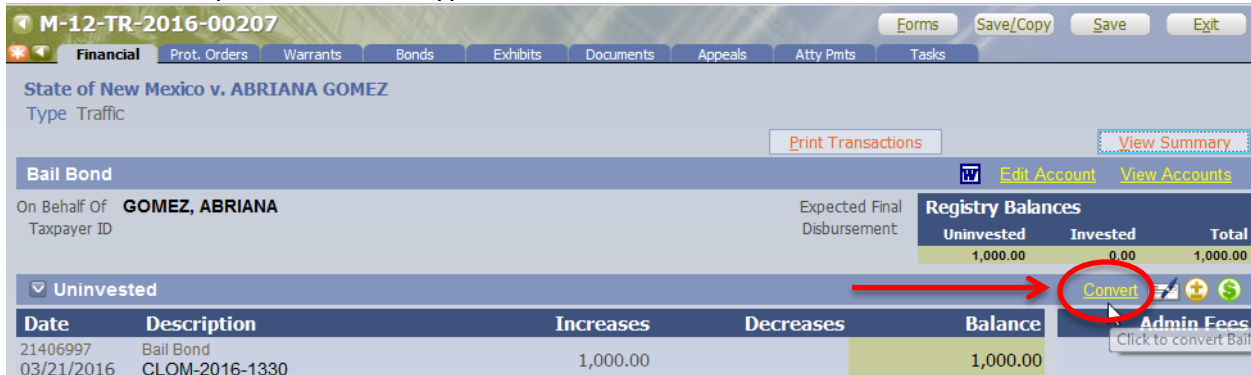 M-12-TR-2016-00207
Forms Save/Copy Save Exit
Financial Prot. Orders Warrants Bonds Exhibits Documents Appeals Atty Pmts Tasks
State of New Mexico v. ABRIANA GOMEZ
Type Traffic
Print Transactions View Summary
Bail Bond Edit Account View Accounts
On Behalf Of GOMEZ, ABRIANA Expected Final Registry Balances
Taxpayer ID Disbursement Uninvested Invested Total
1,000.00 0.00 1,000.00
Uninvested Convert
Date Description Increases Decreases Balance Admin Fees
Click to convert Bail
21406997 Bail Bond
03/21/2016 CLOM-2016-1330 1,000.00 1,000.00